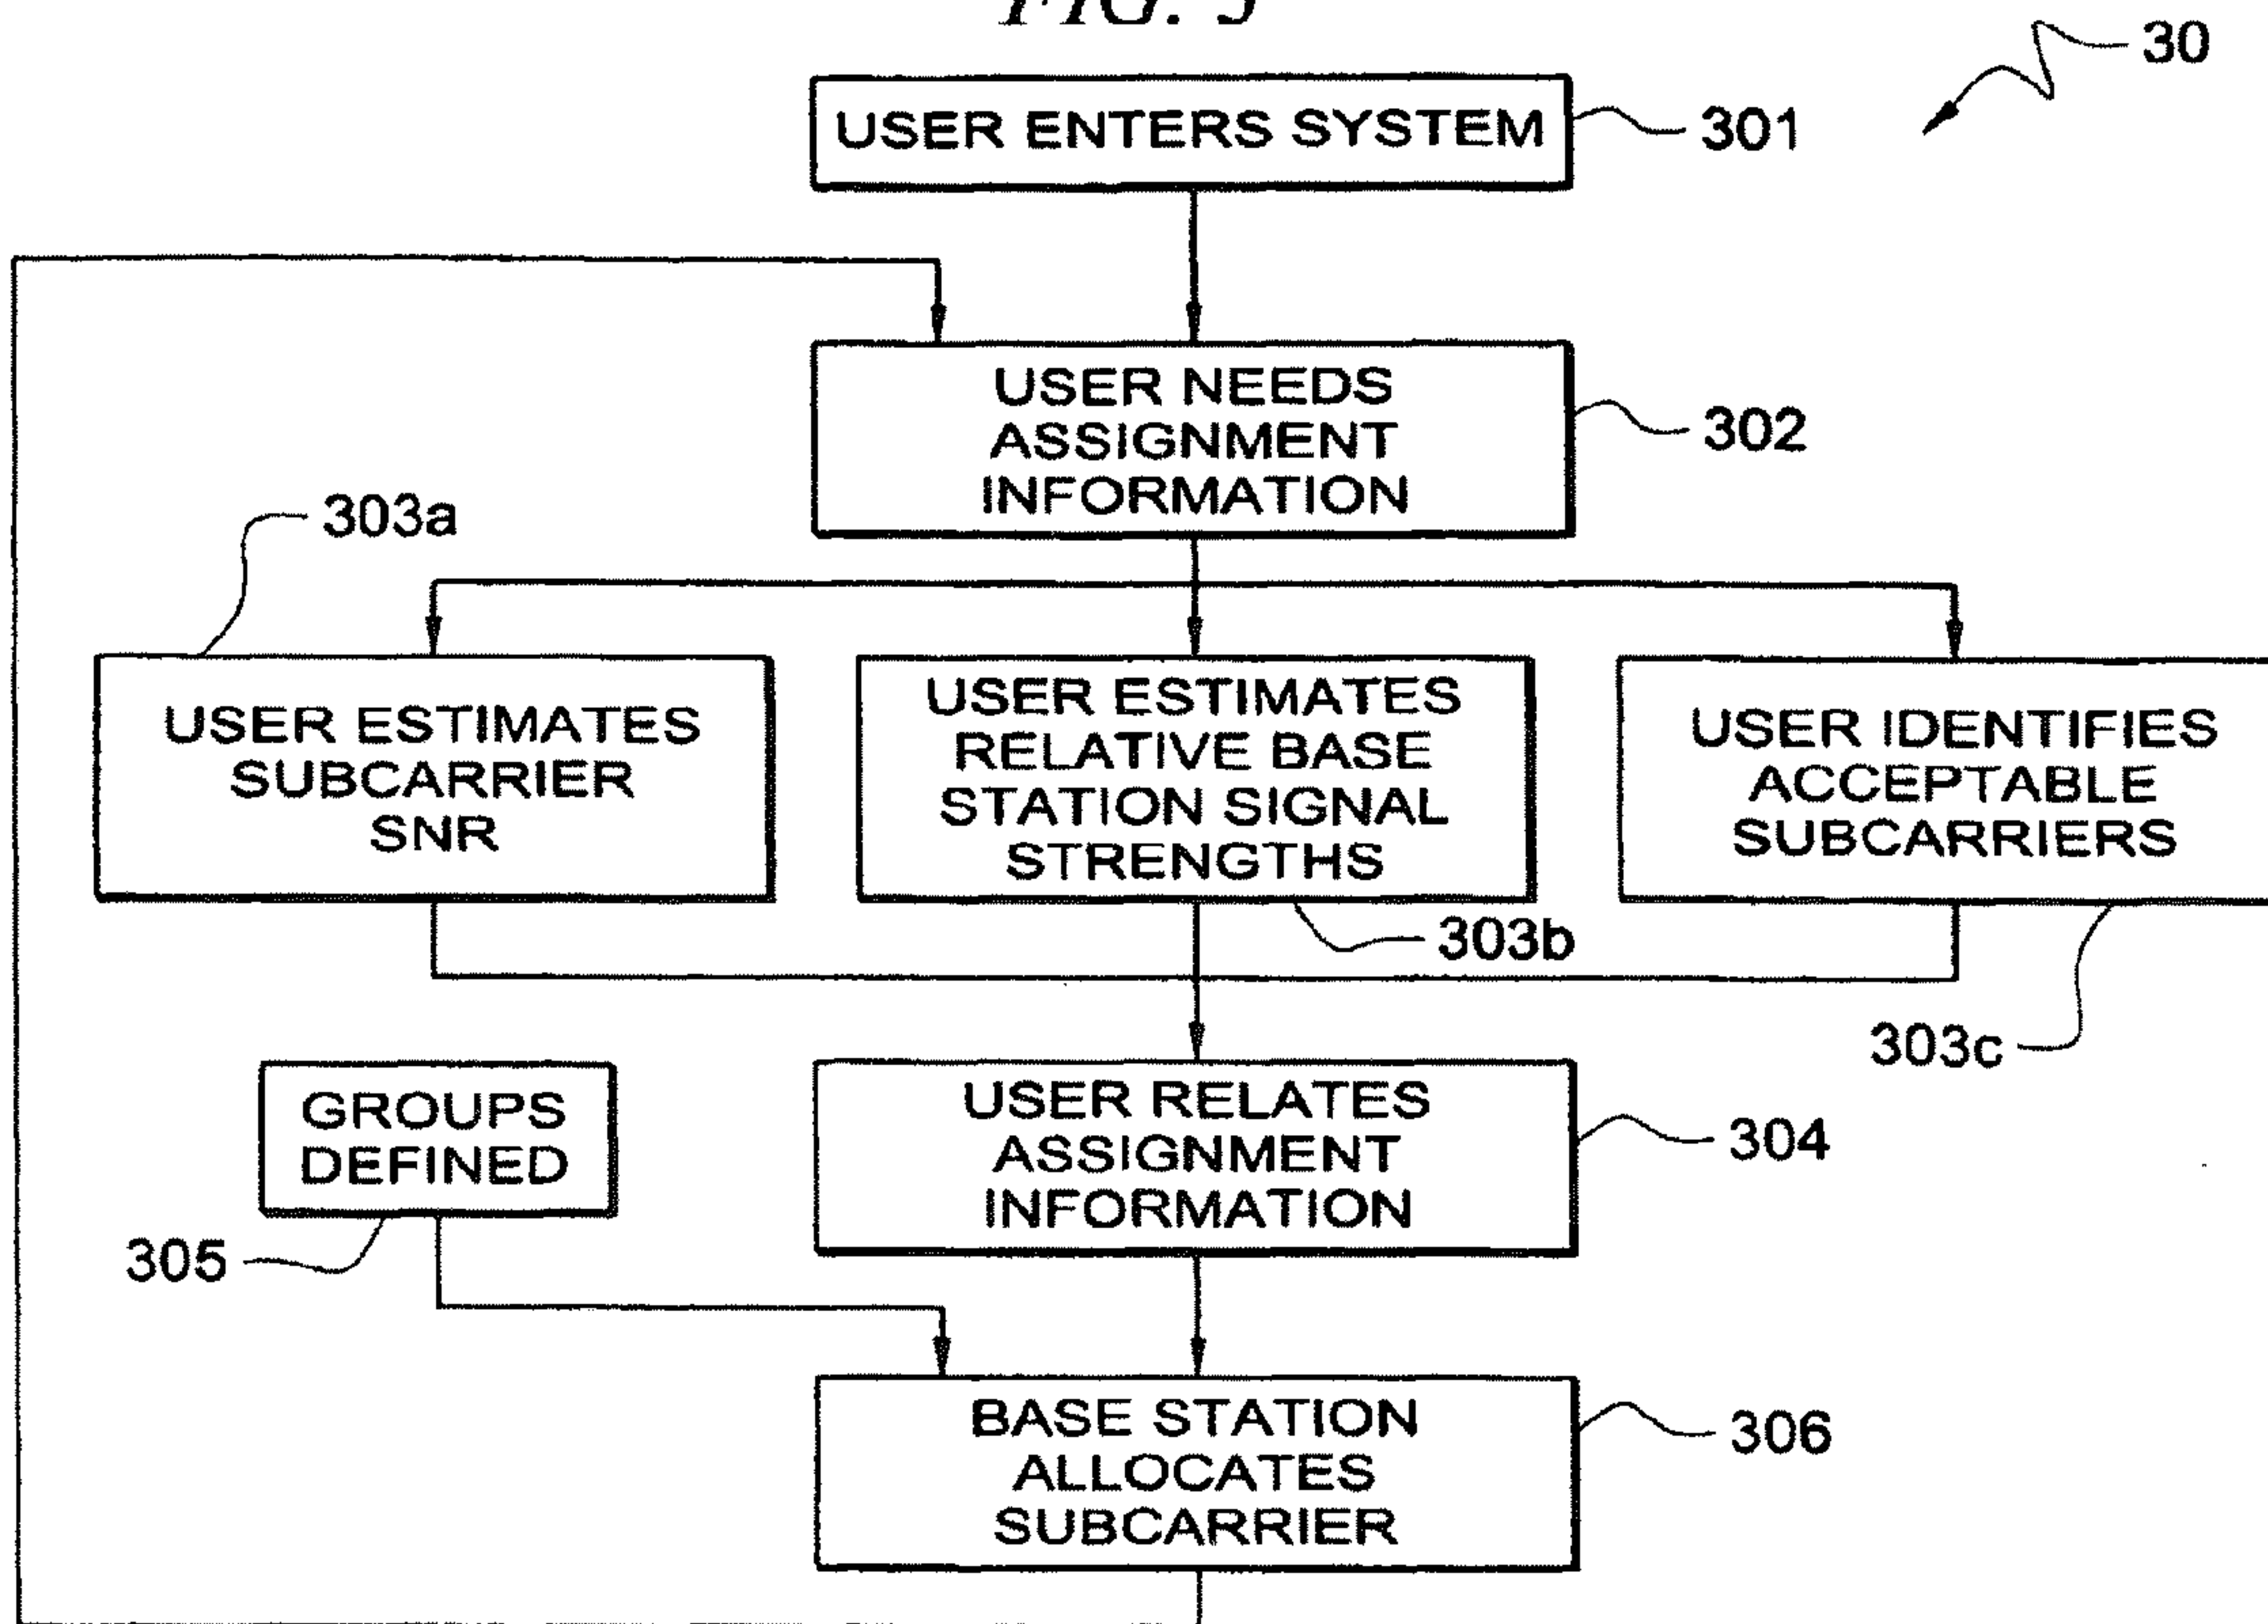 30
USER ENTERS SYSTEM
301
USER NEEDS
ASSIGNMENT
INFORMATION
302
303a
USER ESTIMATES
SUBCARRIER
SNR
USER ESTIMATES
RELATIVE BASE
STATION SIGNAL
STRENGTHS
USER IDENTIFIES
ACCEPTABLE
SUBCARRIERS
303b
303c
GROUPS
DEFINED
305
USER RELATES
ASSIGNMENT
INFORMATION
304
BASE STATION
ALLOCATES
SUBCARRIER
306